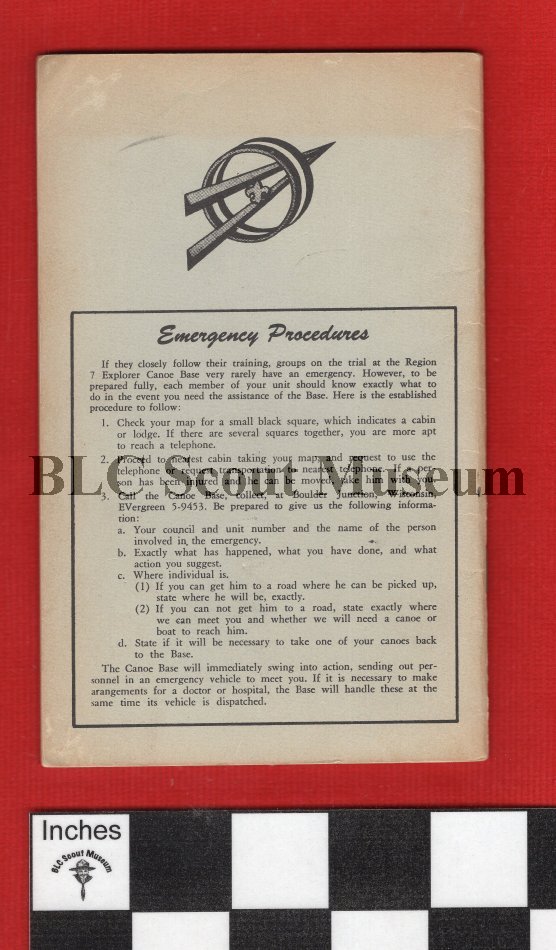 Emergency Procedures
If they closely follow their training, groups on the trial at the Region
7 Explorer Canoe Base very rarely have an emergency. However, to be
prepared fully, each member of your unit should know exactly what to
do in the event you need the assistance of the Base. Here is the established
procedure to follow:
1. Check your map for a small black square, which indicates a cabin
or lodge. If there are several squares together, you are more apt
to reach a telephone.
2. Proceed to nearest cabin taking your map and request to use the
telephone or request transportation to nearest telephone. If a per-
son has been injured and he can be moved, take him with you.
BLC Scout Museum
3. Call the Canoe Base, collect, at Boulder Junction, Wisconsin,
EVergreen 5-9453. Be prepared to give us the following informa-
tion:
a. Your council and unit number and the name of the person
involved in the emergency.
b. Exactly what has happened, what you have done, and what
action you suggest.
c. Where individual is.
(1) If you can get him to a road where he can be picked up,
state where he will be, exactly.
(2) If you can not get him to a road, state exactly where
we can meet you and whether we will need a canoe or
boat to reach him.
d. State if it will be necessary to take one of your canoes back
to the Base.
The Canoe Base will immediately swing into action, sending out per-
sonnel in an emergency vehicle to meet you. If it is necessary to make
arangements for a doctor or hospital, the Base will handle these at the
same time its vehicle is dispatched.
Inches
BLC Scout Museum